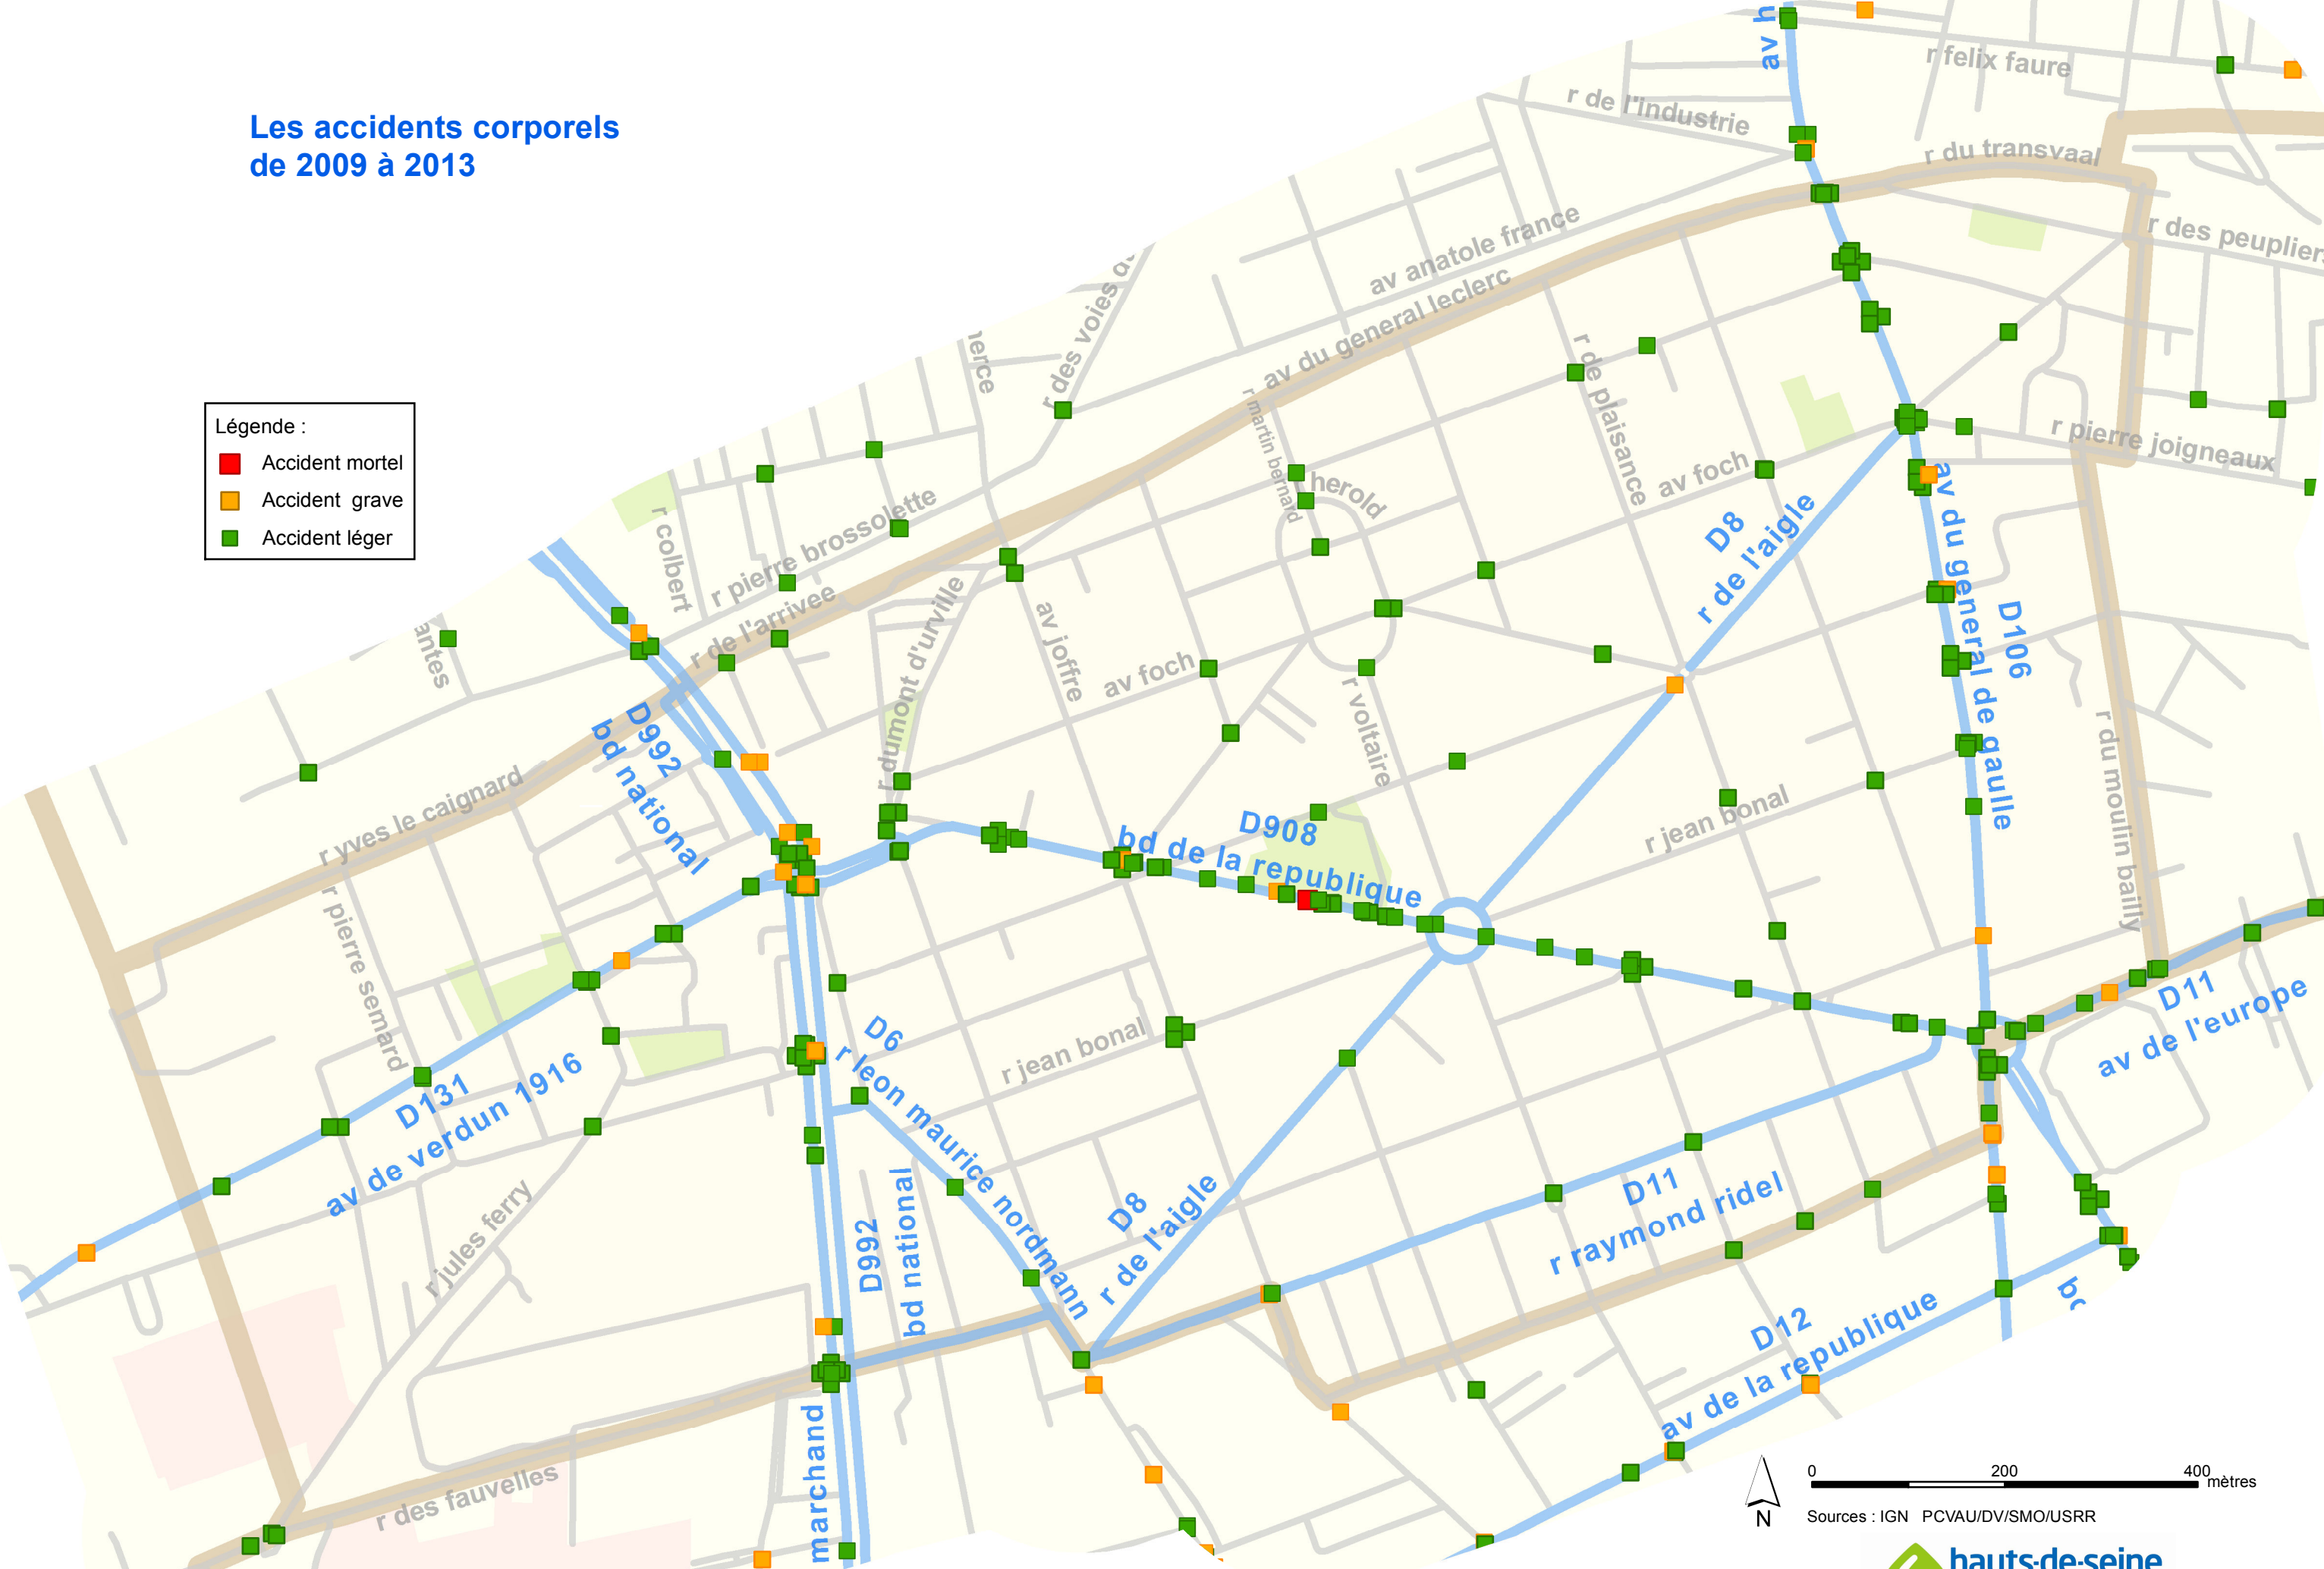 Les accidents corporels
de 2009 à 2013
av h
r felix faure
r de l'industrie
r du transvaal
r des peupliers
av anatole france
av du general leclerc
r des voies d
r de plaisance
r martin bernard
herold
av foch
r pierre joigneaux
Légende :
Accident mortel
Accident grave
Accident léger
r colbert
r pierre brossolette
r de l'arrivee
antes
r dumont d'urville
av joffre
av foch
r voltaire
D8
r de l'aigle
av du general de gaulle
D106
r du moulin bailly
D992
bd national
r yves le caignard
r pierre semard
D908
bd de la republique
r jean bonal
D6
r leon maurice nordmann
r jean bonal
D11
av de l'europe
D131
av de verdun 1916
r jules ferry
D992
bd national
D8
r de l'aigle
D11
r raymond ridel
D12
av de la republique
marchand
r des fauvelles
0 200 400 mètres
N
Sources : IGN PCVAU/DV/SMO/USRR
hauts-de-seine